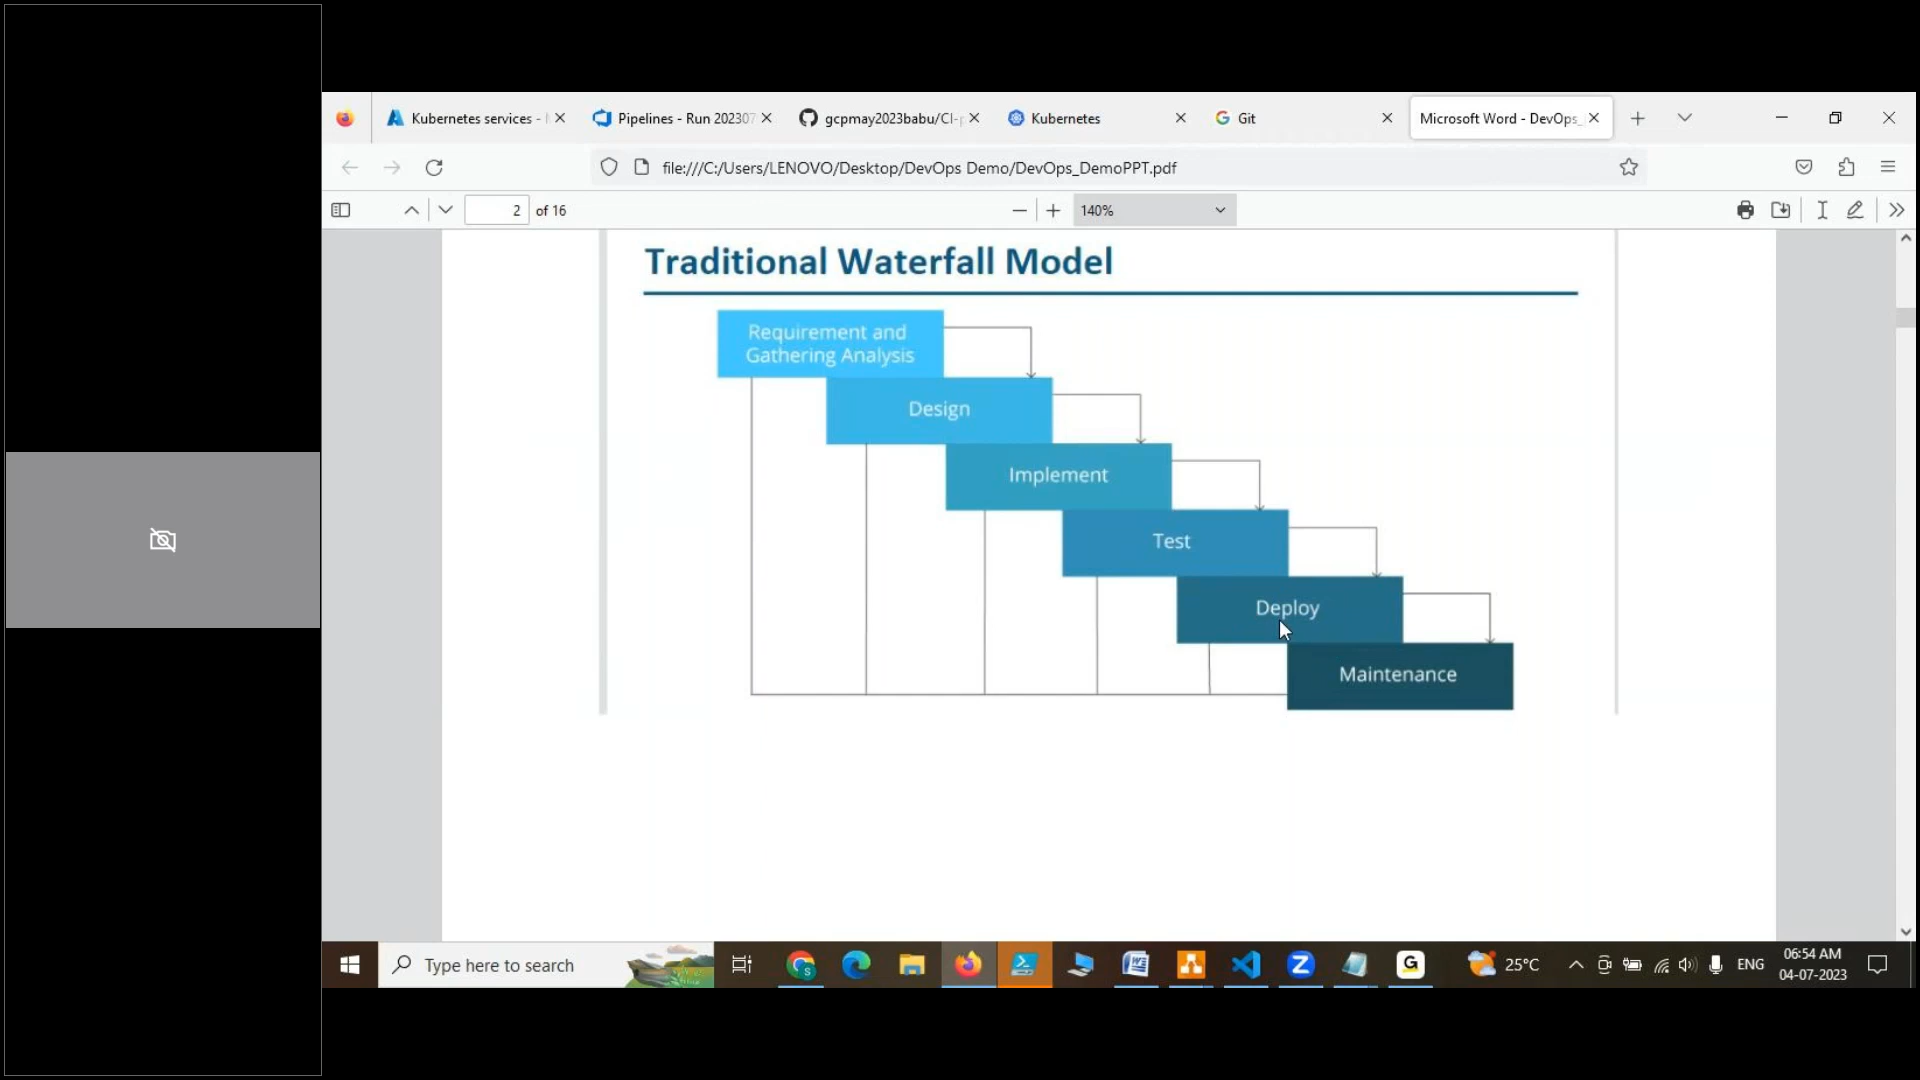 Kubernetes services -
Pipelines - Run 202307
gcpmay2023babu/CI-p
Kubernetes
Git
Microsoft Word - DevOps_
file:///C:/Users/LENOVO/Desktop/DevOps Demo/DevOps_DemoPPT.pdf
2 of 16
140%
Traditional Waterfall Model
Requirement and
Gathering Analysis
Design
Implement
Test
Deploy
Maintenance
Type here to search
25°C
ENG
06:54 AM
04-07-2023